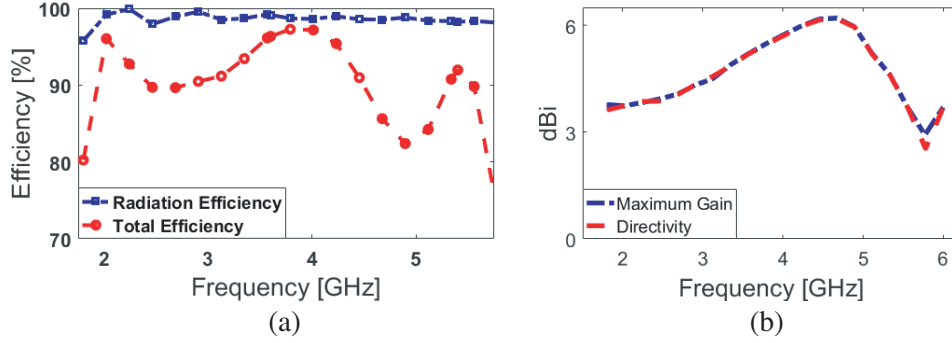 100
90
80
70
Efficiency [%]
Radiation Efficiency
Total Efficiency
2 3 4 5
Frequency [GHz]
(a)
6
3
0
dBi
Maximum Gain
Directivity
2 3 4 5 6
Frequency [GHz]
(b)